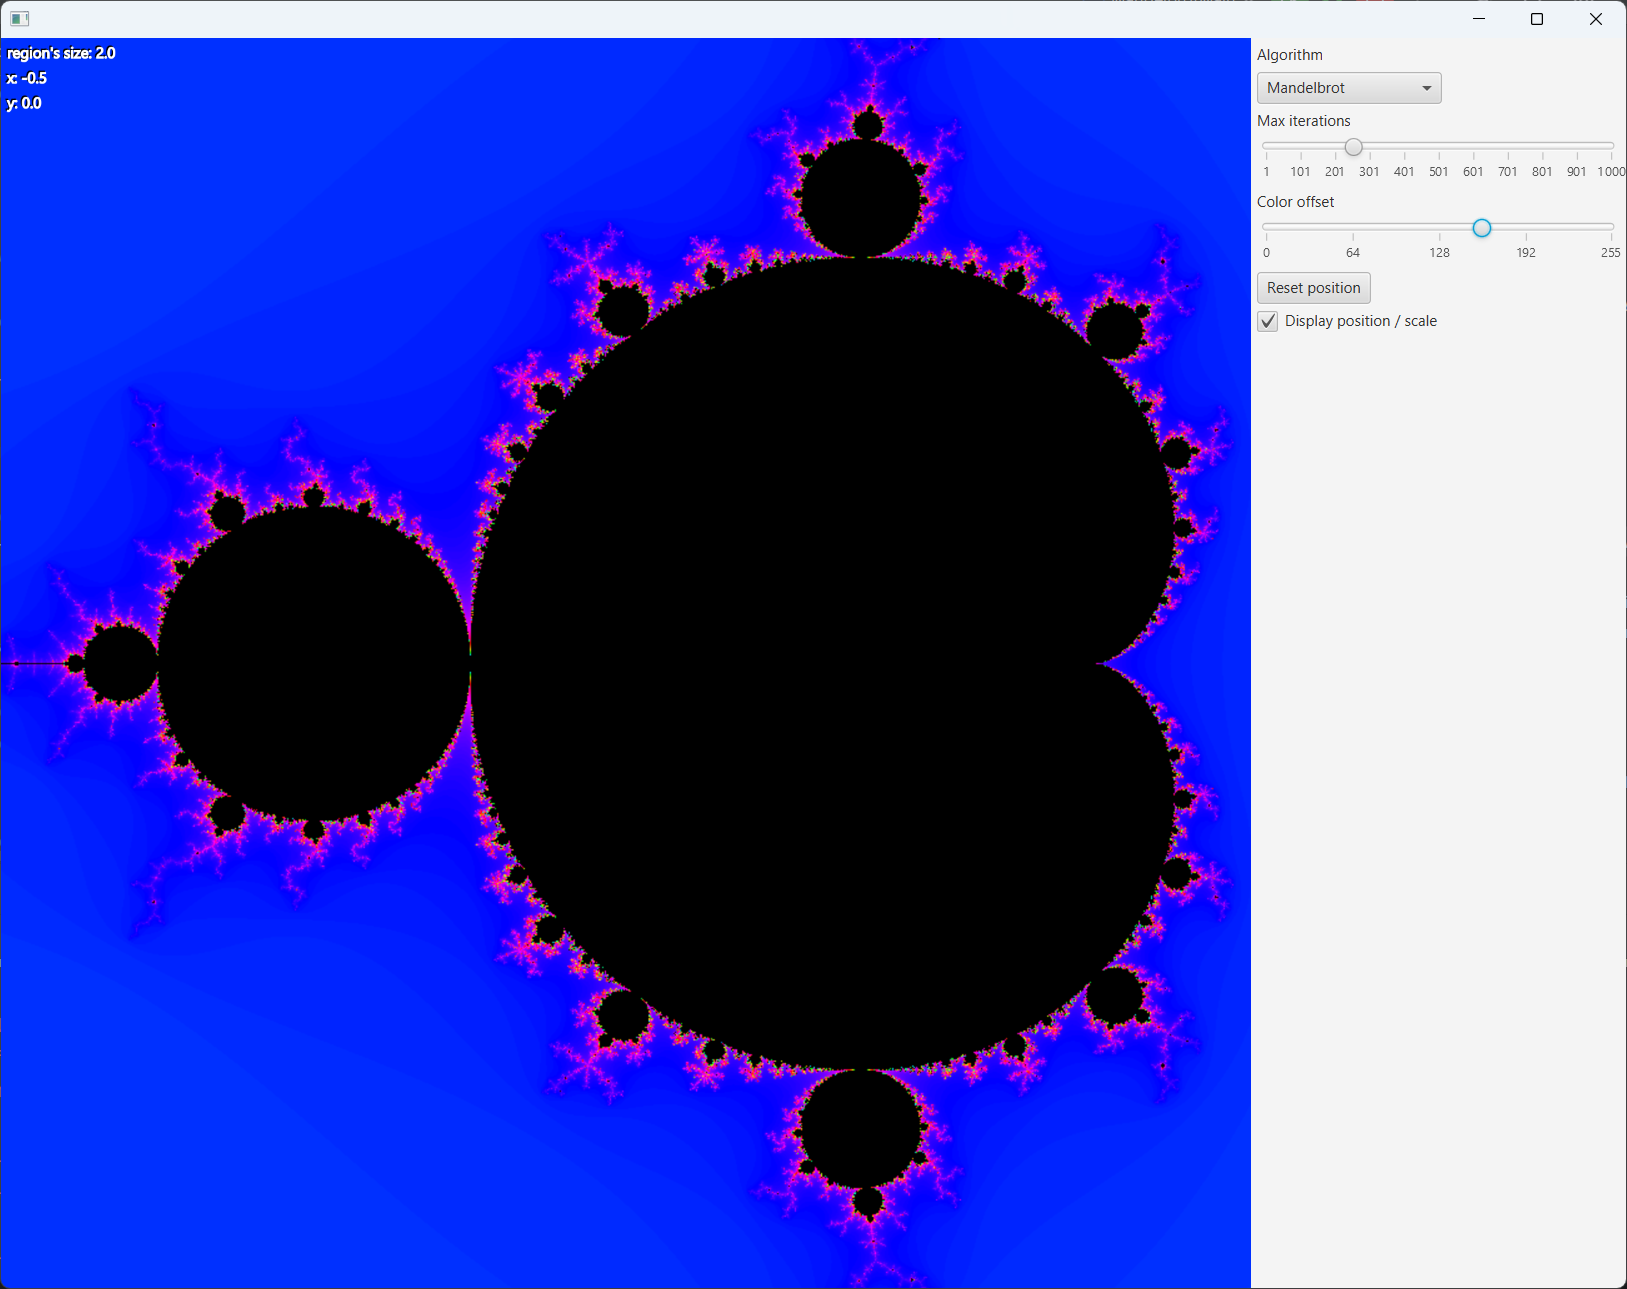 region's size: 2.0
x: -0.5
y: 0.0
Algorithm
Mandelbrot
Max iterations
1 101 201 301 401 501 601 701 801 901 1000
Color offset
0 64 128 192 255
Reset position
Display position / scale